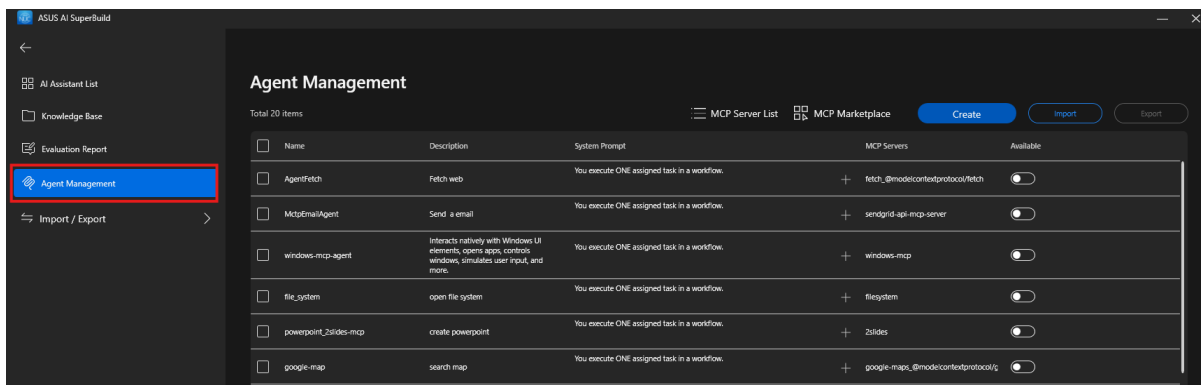 ASUS AI SuperBuild
AI Assistant List
Knowledge Base
Evaluation Report
Agent Management
Import / Export
Agent Management
Total 20 items
MCP Server List
MCP Marketplace
Create
Import
Export
Name Description System Prompt MCP Servers Available
AgentFetch Fetch web You execute ONE assigned task in a workflow. fetch_@modelcontextprotocol/fetch
MctpEmailAgent Send a email You execute ONE assigned task in a workflow. sendgrid-api-mcp-server
windows-mcp-agent
Interacts natively with Windows UI
elements, opens apps, controls
windows, simulates user input, and
more.
You execute ONE assigned task in a workflow.
windows-mcp
file_system open file system You execute ONE assigned task in a workflow. filesystem
powerpoint_2slides-mcp create powerpoint You execute ONE assigned task in a workflow. 2slides
google-map search map You execute ONE assigned task in a workflow. google-maps_@modelcontextprotocol/g